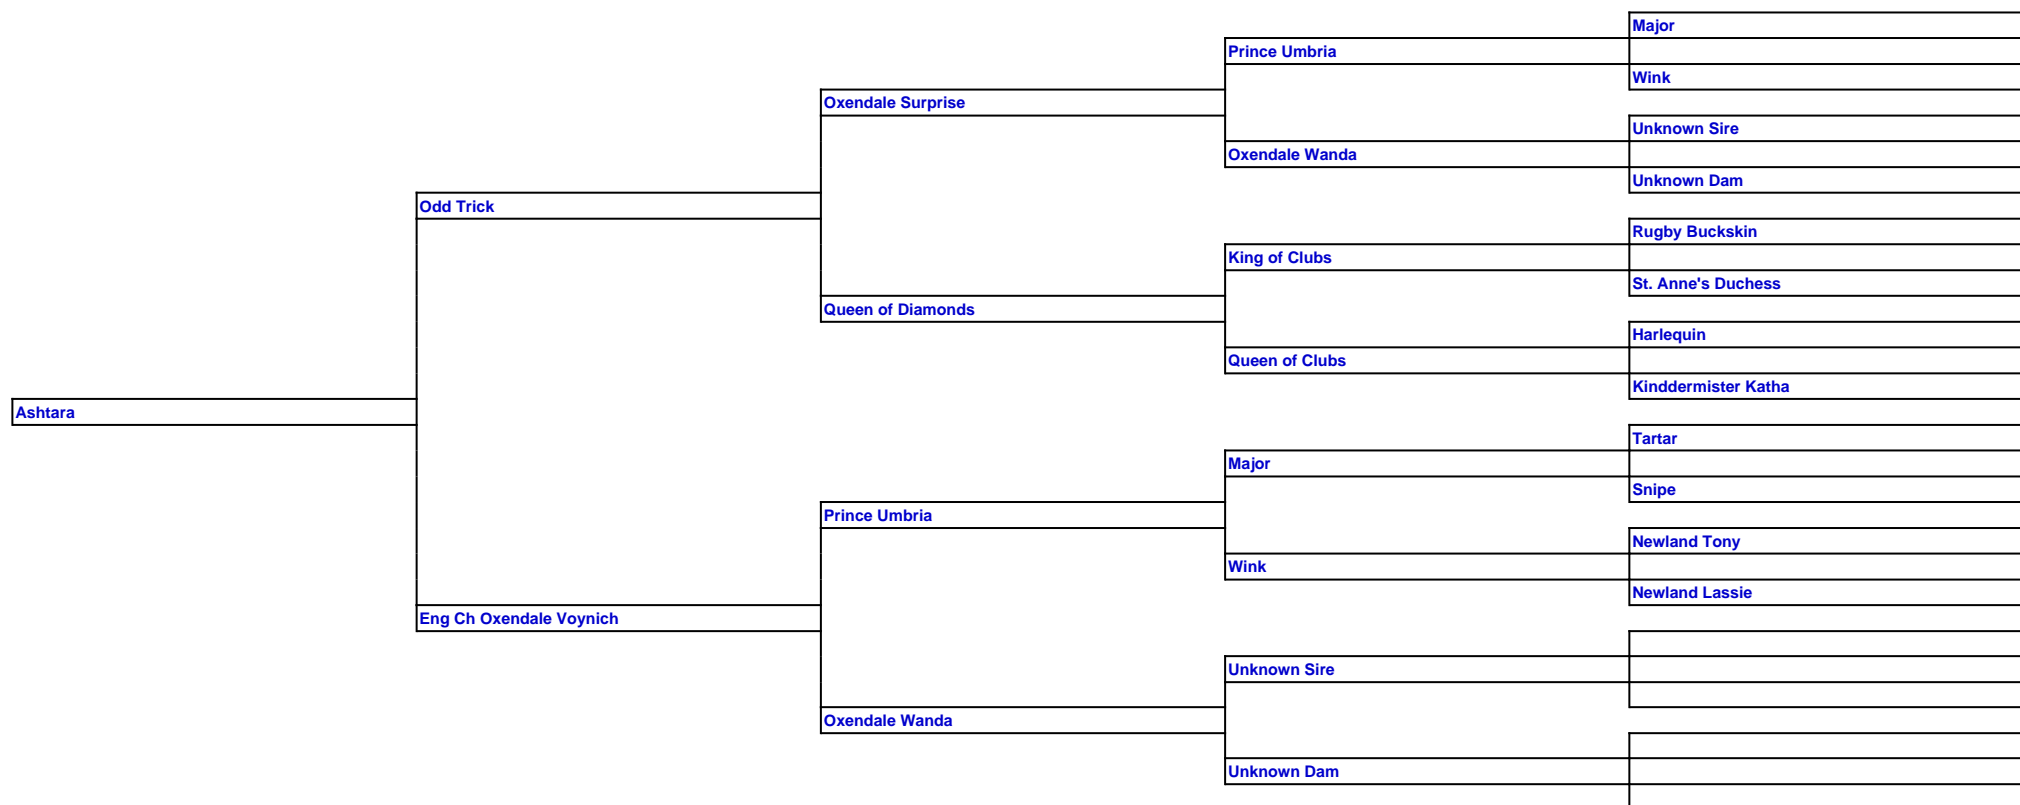 Major
Prince Umbria
Wink
Oxendale Surprise
Unknown Sire
Oxendale Wanda
Unknown Dam
Odd Trick
Rugby Buckskin
King of Clubs
St. Anne's Duchess
Queen of Diamonds
Harlequin
Queen of Clubs
Kinddermister Katha
Ashtara
Tartar
Major
Snipe
Prince Umbria
Newland Tony
Wink
Newland Lassie
Eng Ch Oxendale Voynich
Unknown Sire
Oxendale Wanda
Unknown Dam